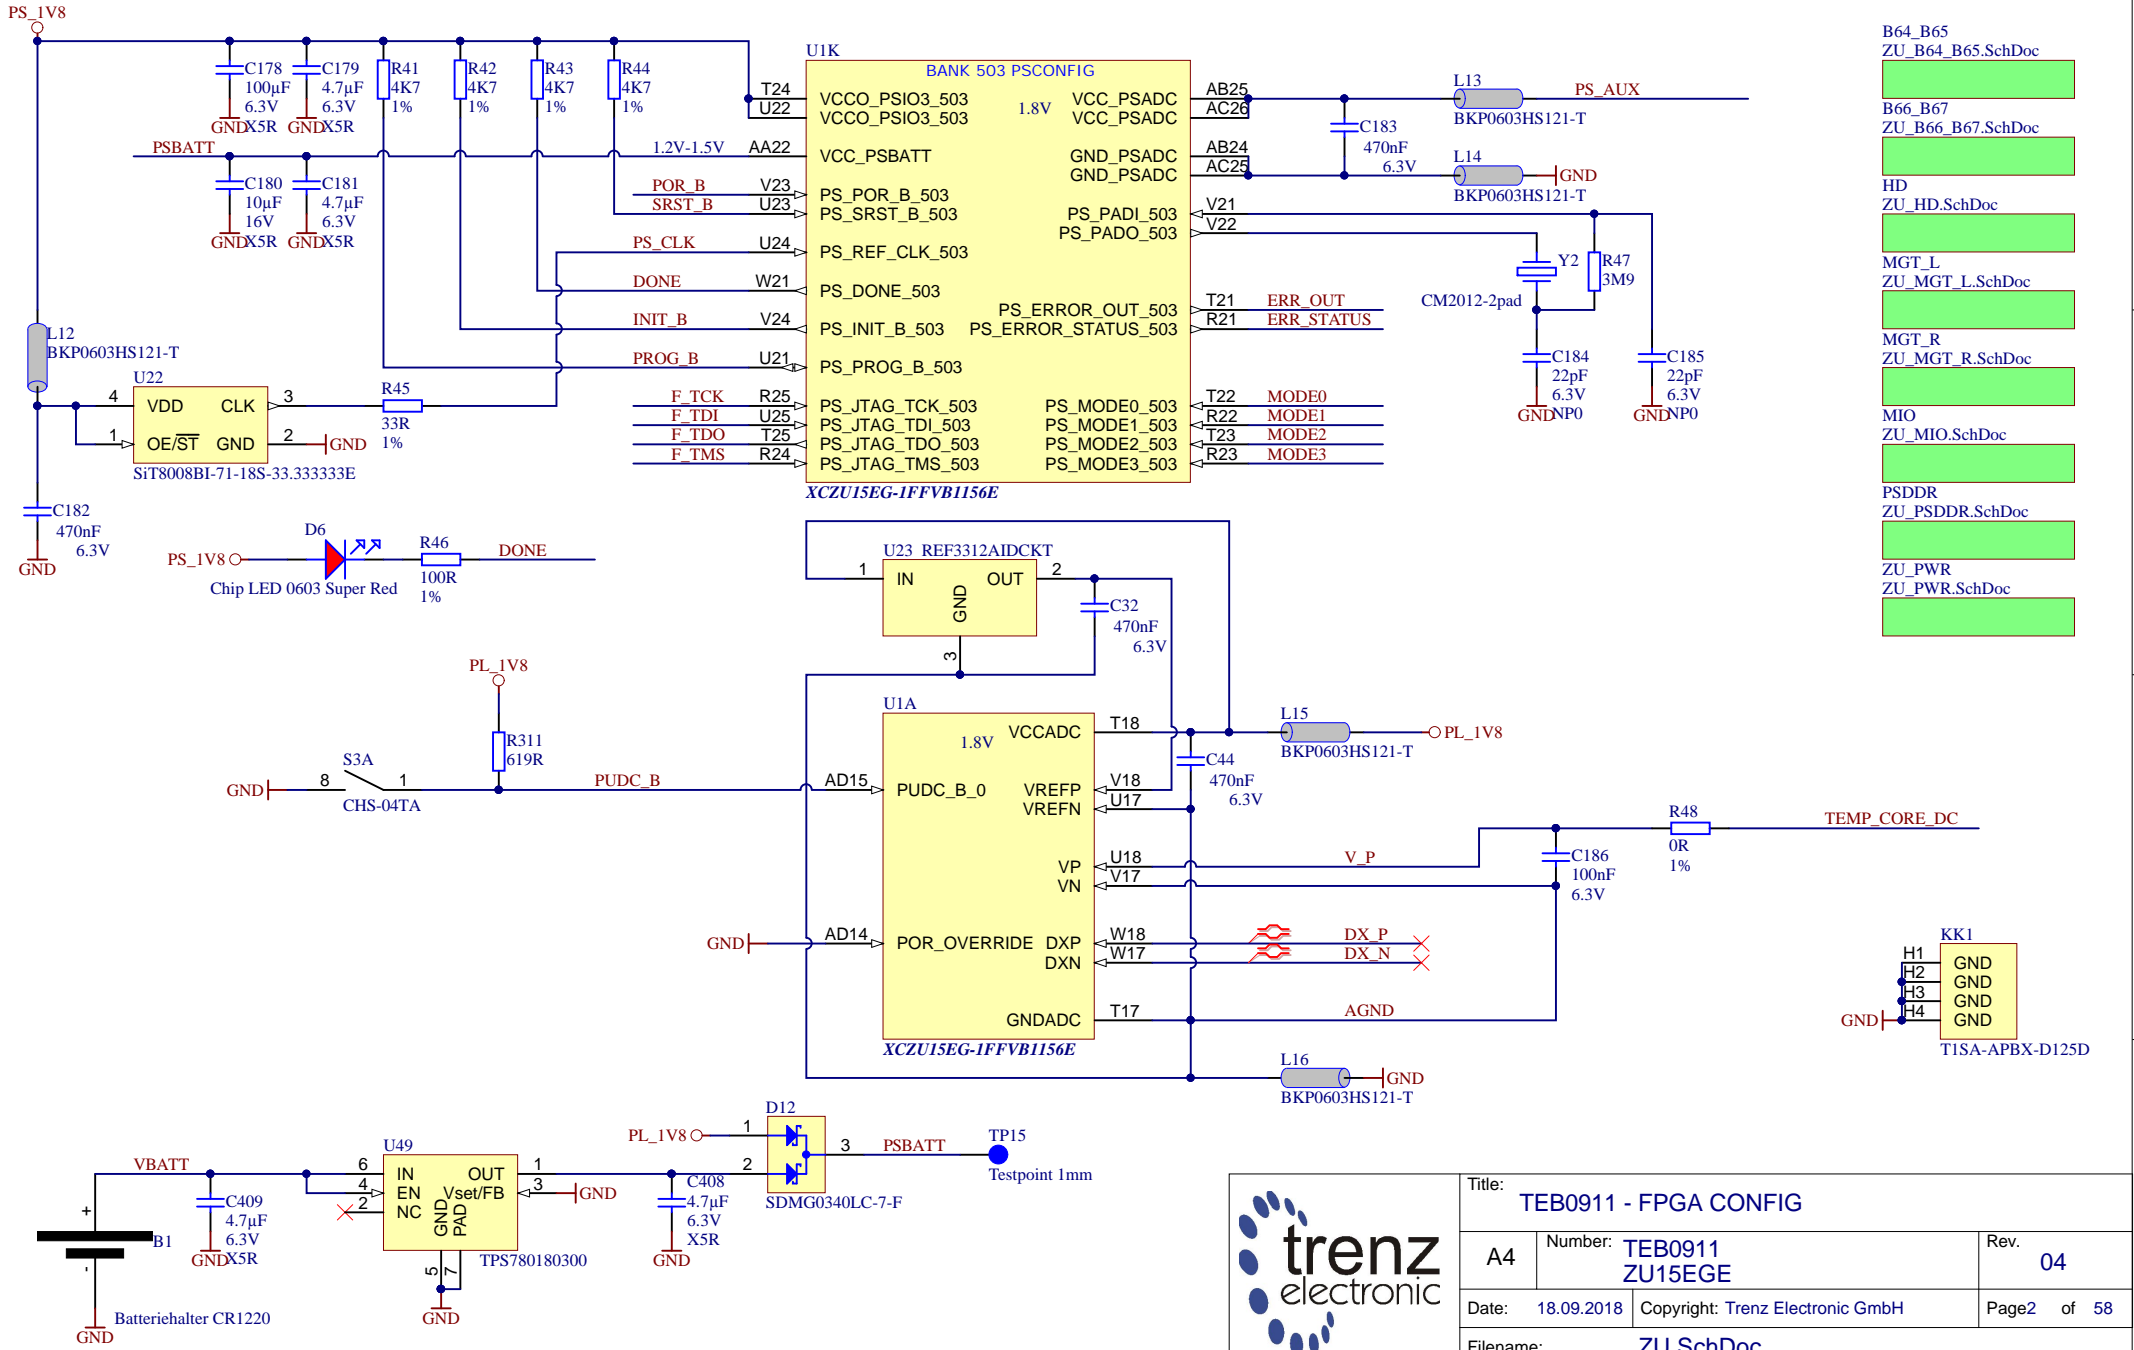 PS_1V8
C178
100µF
6.3V
X5R
GND
C179
4.7µF
6.3V
X5R
GND
R41
4K7
1%
R42
4K7
1%
R43
4K7
1%
R44
4K7
1%
PSBATT
1.2V-1.5V
C180
10µF
16V
X5R
GND
C181
4.7µF
6.3V
X5R
GND
POR_B
SRST_B
PS_CLK
DONE
INIT_B
PROG_B
F_TCK
F_TDI
F_TDO
F_TMS
T24
U22
AA22
V23
U23
U24
W21
V24
U21
R25
U25
T25
R24
U1K
BANK 503 PSCONFIG
1.8V
VCCO_PSIO3_503
VCCO_PSIO3_503
VCC_PSBATT
PS_POR_B_503
PS_SRST_B_503
PS_REF_CLK_503
PS_DONE_503
PS_INIT_B_503
PS_PROG_B_503
PS_JTAG_TCK_503
PS_JTAG_TDI_503
PS_JTAG_TDO_503
PS_JTAG_TMS_503
VCC_PSADC
VCC_PSADC
GND_PSADC
GND_PSADC
PS_PADI_503
PS_PADO_503
PS_ERROR_OUT_503
PS_ERROR_STATUS_503
PS_MODE0_503
PS_MODE1_503
PS_MODE2_503
PS_MODE3_503
XCZU15EG-1FFVB1156E
AB25
AC26
AB24
AC25
V21
V22
T21
R21
T22
R22
T23
R23
ERR_OUT
ERR_STATUS
MODE0
MODE1
MODE2
MODE3
C183
470nF
6.3V
L13
BKP0603HS121-T
PS_AUX
L14
BKP0603HS121-T
GND
Y2
CM2012-2pad
R47
3M9
C184
22pF
6.3V
NP0
GND
C185
22pF
6.3V
NP0
GND
L12
BKP0603HS121-T
U22
4
VDD
CLK
3
1
OE/ST
GND
2
GND
SiT8008BI-71-18S-33.333333E
R45
33R
1%
C182
470nF
6.3V
GND
PS_1V8
D6
Chip LED 0603 Super Red
R46
100R
1%
DONE
U23 REF3312AIDCKT
1
IN
OUT
2
GND
3
C32
470nF
6.3V
PL_1V8
R311
619R
GND
8
S3A
1
CHS-04TA
PUDC_B
AD15
GND
AD14
U1A
1.8V
VCCADC
PUDC_B_0
VREFP
VREFN
VP
VN
POR_OVERRIDE
DXP
DXN
GNDADC
XCZU15EG-1FFVB1156E
T18
V18
U17
U18
V17
W18
W17
T17
C44
470nF
6.3V
L15
BKP0603HS121-T
PL_1V8
V_P
C186
100nF
6.3V
R48
0R
1%
TEMP_CORE_DC
DX_P
DX_N
AGND
L16
BKP0603HS121-T
GND
KK1
H1
H2
H3
H4
GND
GND
GND
GND
GND
T1SA-APBX-D125D
VBATT
+
-
B1
Batteriehalter CR1220
GND
C409
4.7µF
6.3V
X5R
GND
U49
6
4
2
IN
EN
NC
OUT
Vset/FB
GND
PAD
1
3
5
7
GND
GND
TPS780180300
C408
4.7µF
6.3V
X5R
GND
PL_1V8
D12
1
2
3
SDMG0340LC-7-F
PSBATT
TP15
Testpoint 1mm
B64_B65
ZU_B64_B65.SchDoc
B66_B67
ZU_B66_B67.SchDoc
HD
ZU_HD.SchDoc
MGT_L
ZU_MGT_L.SchDoc
MGT_R
ZU_MGT_R.SchDoc
MIO
ZU_MIO.SchDoc
PSDDR
ZU_PSDDR.SchDoc
ZU_PWR
ZU_PWR.SchDoc
trenz
electronic
Title:
TEB0911 - FPGA CONFIG
A4
Number:
TEB0911
ZU15EGE
Rev.
04
Date: 18.09.2018
Copyright: Trenz Electronic GmbH
Page2 of 58
Filename: ZU.SchDoc